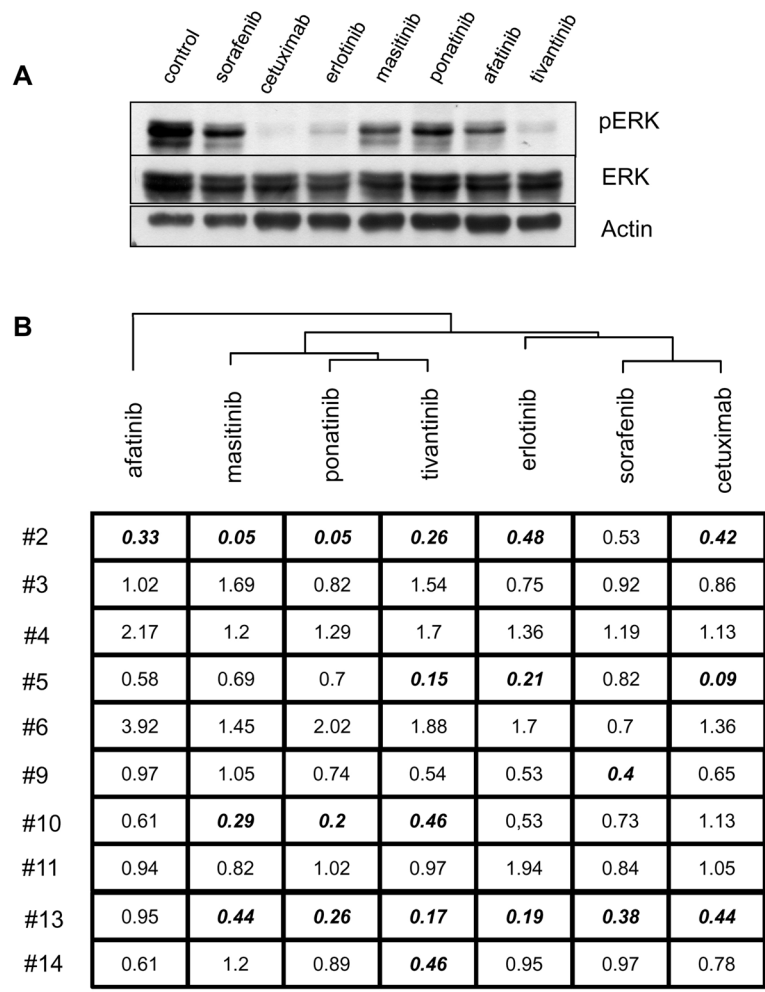 A
control sorafenib cetuximab erlotinib masitinib ponatinib afatinib tivantinib
pERK
ERK
Actin
B
afatinib masitinib ponatinib tivantinib erlotinib sorafenib cetuximab
#2 0.33 0.05 0.05 0.26 0.48 0.53 0.42
#3 1.02 1.69 0.82 1.54 0.75 0.92 0.86
#4 2.17 1.2 1.29 1.7 1.36 1.19 1.13
#5 0.58 0.69 0.7 0.15 0.21 0.82 0.09
#6 3.92 1.45 2.02 1.88 1.7 0.7 1.36
#9 0.97 1.05 0.74 0.54 0.53 0.4 0.65
#10 0.61 0.29 0.2 0.46 0,53 0.73 1.13
#11 0.94 0.82 1.02 0.97 1.94 0.84 1.05
#13 0.95 0.44 0.26 0.17 0.19 0.38 0.44
#14 0.61 1.2 0.89 0.46 0.95 0.97 0.78